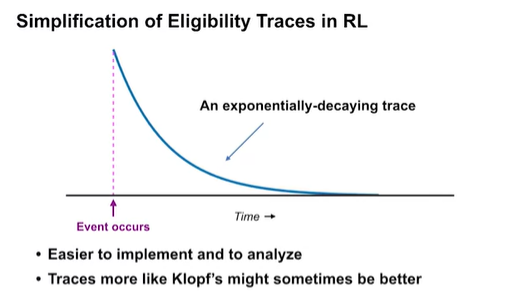 Simplification of Eligibility Traces in RL
An exponentially-decaying trace
Time →
Event occurs
• Easier to implement and to analyze
• Traces more like Klopf's might sometimes be better